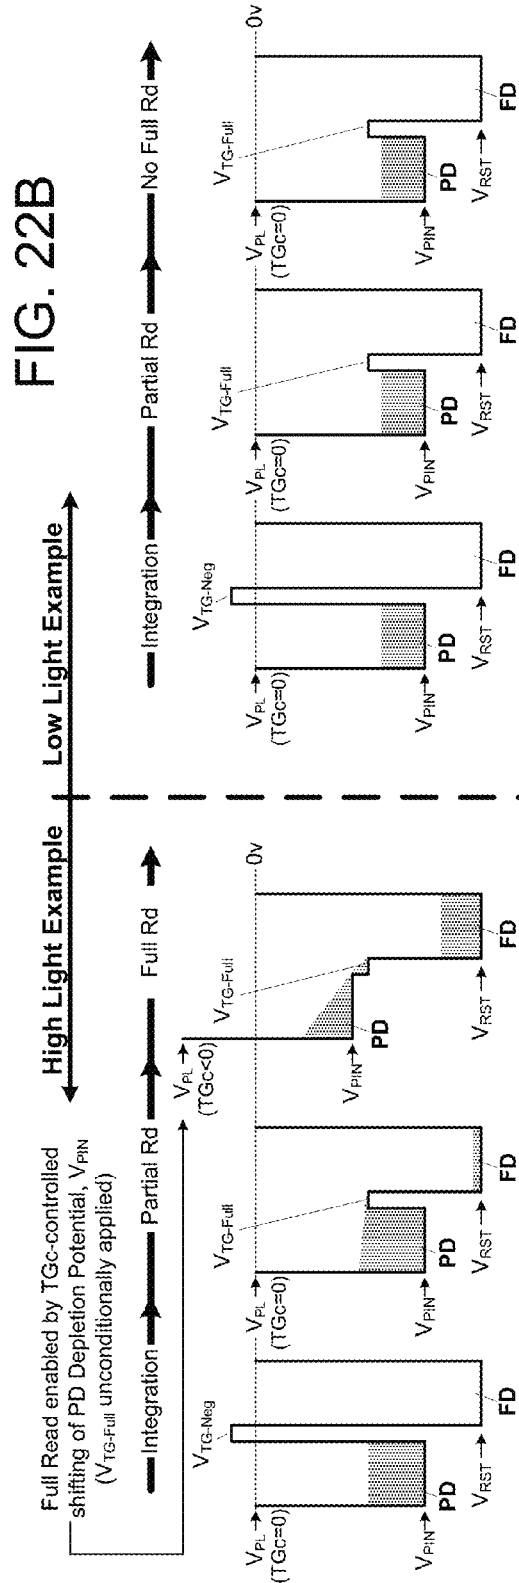 FIG. 22B
High Light Example
Low Light Example
Full Read enabled by TGc-controlled
shifting of PD Depletion Potential, VPIN
(VTG-Full unconditionally applied)
Integration
Partial Rd
Full Rd
Integration
Partial Rd
No Full Rd
VPL
(TGc=0)
VTG-Neg
VPIN
PD
VRST
FD
VPL
(TGc=0)
VTG-Full
VPIN
PD
VRST
FD
VPL
(TGc<0)
VTG-Full
0v
VPIN
PD
VRST
FD
VPL
(TGc=0)
VTG-Neg
VPIN
PD
VRST
FD
VPL
(TGc=0)
VTG-Full
VPIN
PD
VRST
FD
VPL
(TGc=0)
VTG-Full
0v
VPIN
PD
VRST
FD